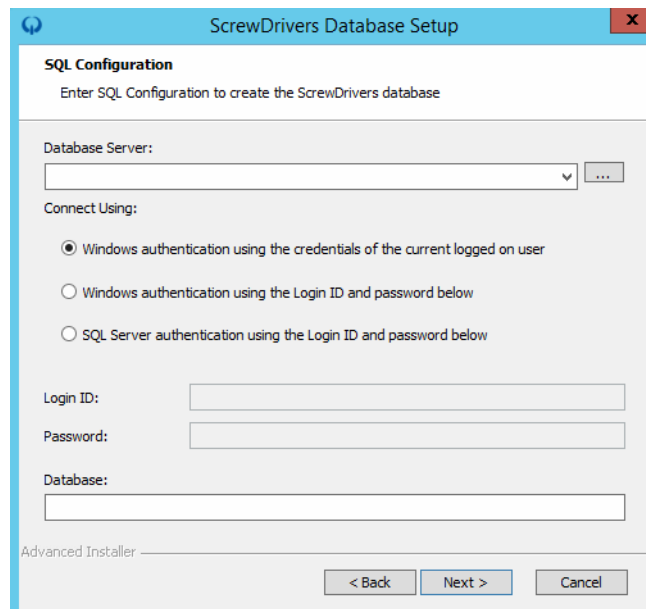 ScrewDrivers Database Setup
x
SQL Configuration
Enter SQL Configuration to create the ScrewDrivers database
Database Server:
...
Connect Using:
Windows authentication using the credentials of the current logged on user
Windows authentication using the Login ID and password below
SQL Server authentication using the Login ID and password below
Login ID:
Password:
Database:
Advanced Installer
< Back Next > Cancel